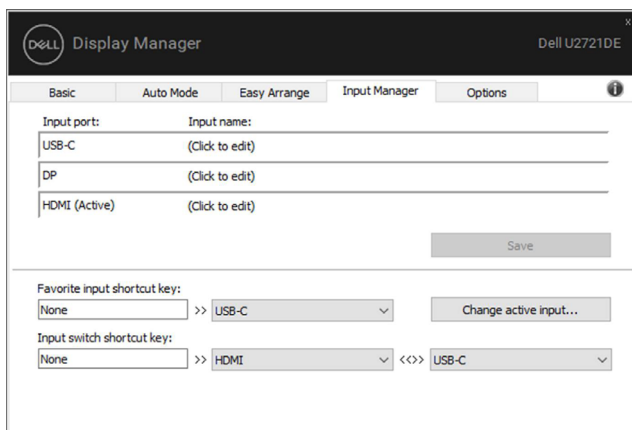 x
DELL Display Manager Dell U2721DE
Basic Auto Mode Easy Arrange Input Manager Options i
Input port: Input name:
USB-C (Click to edit)
DP (Click to edit)
HDMI (Active) (Click to edit)
Save
Favorite input shortcut key:
None >> USB-C Change active input...
Input switch shortcut key:
None >> HDMI <<>> USB-C